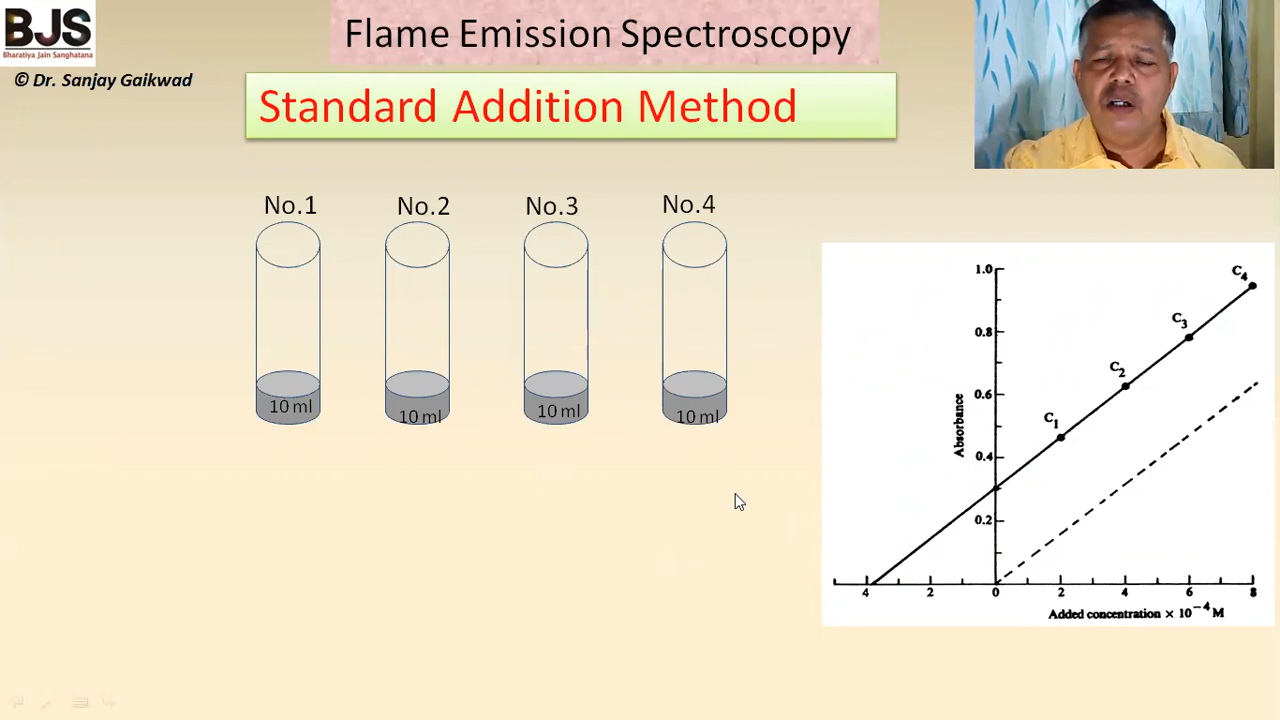 BJS
Bharatiya Jain Sanghatana
© Dr. Sanjay Gaikwad
Flame Emission Spectroscopy
Standard Addition Method
No.1
No.2
No.3
No.4
10 ml
10 ml
10 ml
10 ml
1.0
0.8
0.6
0.4
0.2
Absorbance
C1
C2
C3
C4
4
2
0
2
4
6
8
Added concentration × 10⁻⁴ M